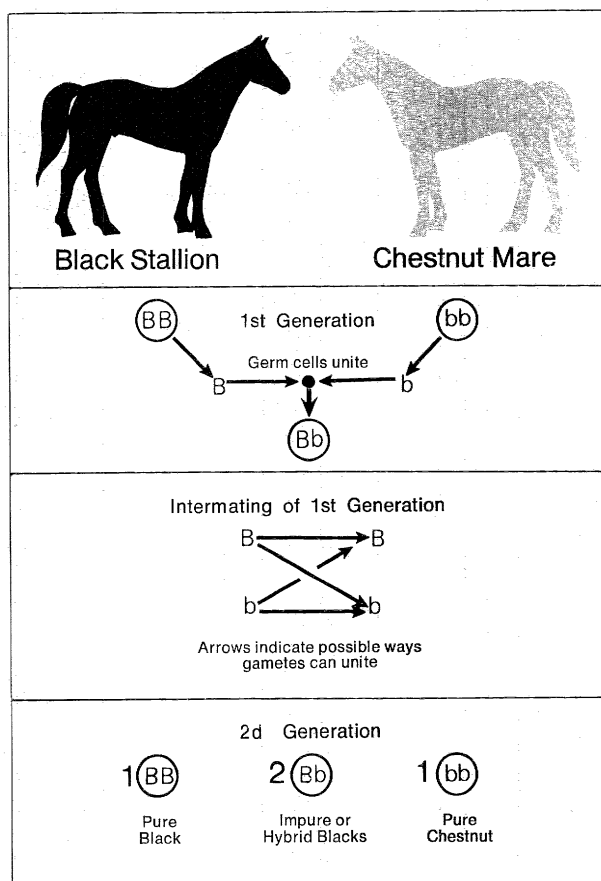 Black Stallion
Chestnut Mare
BB
1st Generation
bb
Germ cells unite
B
b
Bb
Intermating of 1st Generation
B
B
b
b
Arrows indicate possible ways
gametes can unite
2d Generation
1 BB
2 Bb
1 bb
Pure
Black
Impure or
Hybrid Blacks
Pure
Chestnut